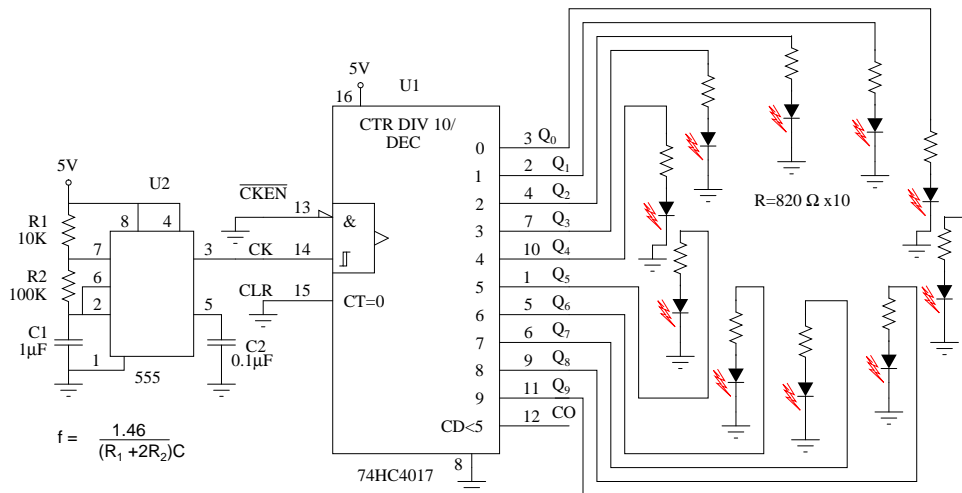 5V
U1
16
CTR DIV 10/
DEC
0
3 Q₀
1
2 Q₁
2
4 Q₂
3
7 Q₃
4
10 Q₄
5
1 Q₅
6
5 Q₆
7
6 Q₇
8
9 Q₈
9
11 Q₉
CD<5
12 C̅O̅
R=820 Ω x10
C̅K̅E̅N̅
13
&
CK
14
CLR
15
CT=0
8
74HC4017
5V
U2
R1
10K
8
4
7
3
R2
100K
6
2
5
C1
1µF
1
C2
0.1µF
555
f = 1.46
(R₁ +2R₂)C